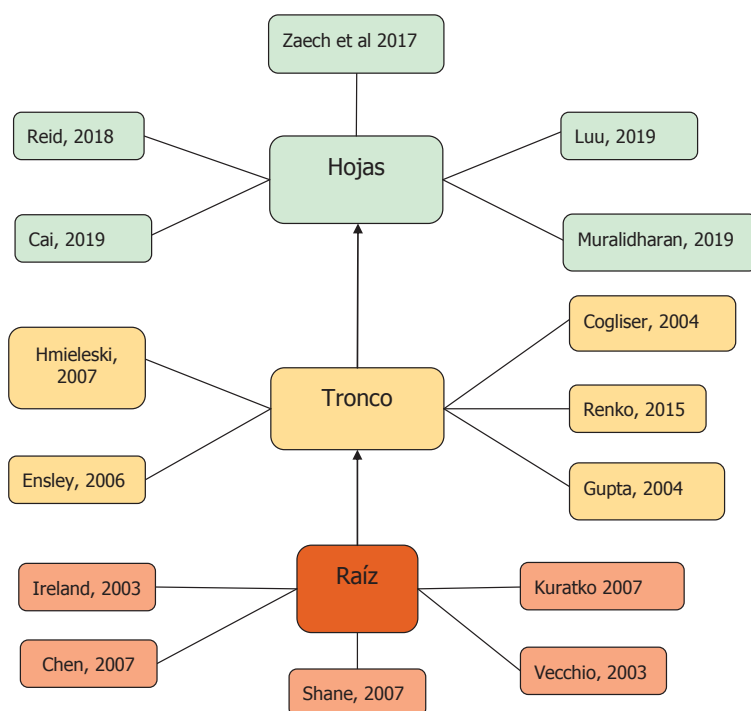 Zaech et al 2017
Reid, 2018
Luu, 2019
Hojas
Cai, 2019
Muralidharan, 2019
Cogliser, 2004
Hmieleski,
2007
Tronco
Renko, 2015
Ensley, 2006
Gupta, 2004
Raíz
Ireland, 2003
Kuratko 2007
Chen, 2007
Vecchio, 2003
Shane, 2007